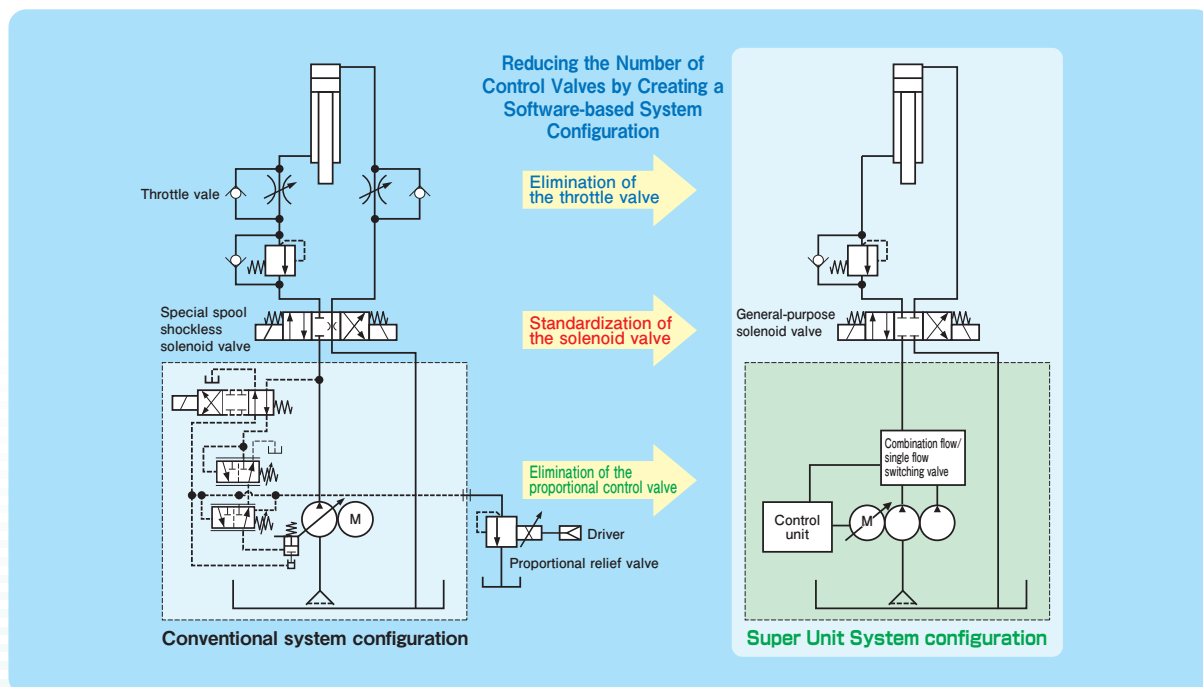 Reducing the Number of
Control Valves by Creating a
Software-based System
Configuration
Throttle vale
Elimination of
the throttle valve
Special spool
shockless
solenoid valve
Standardization of
the solenoid valve
General-purpose
solenoid valve
Elimination of the
proportional control valve
M
Driver
Proportional relief valve
Combination flow/
single flow
switching valve
Control
unit
M
Conventional system configuration
Super Unit System configuration